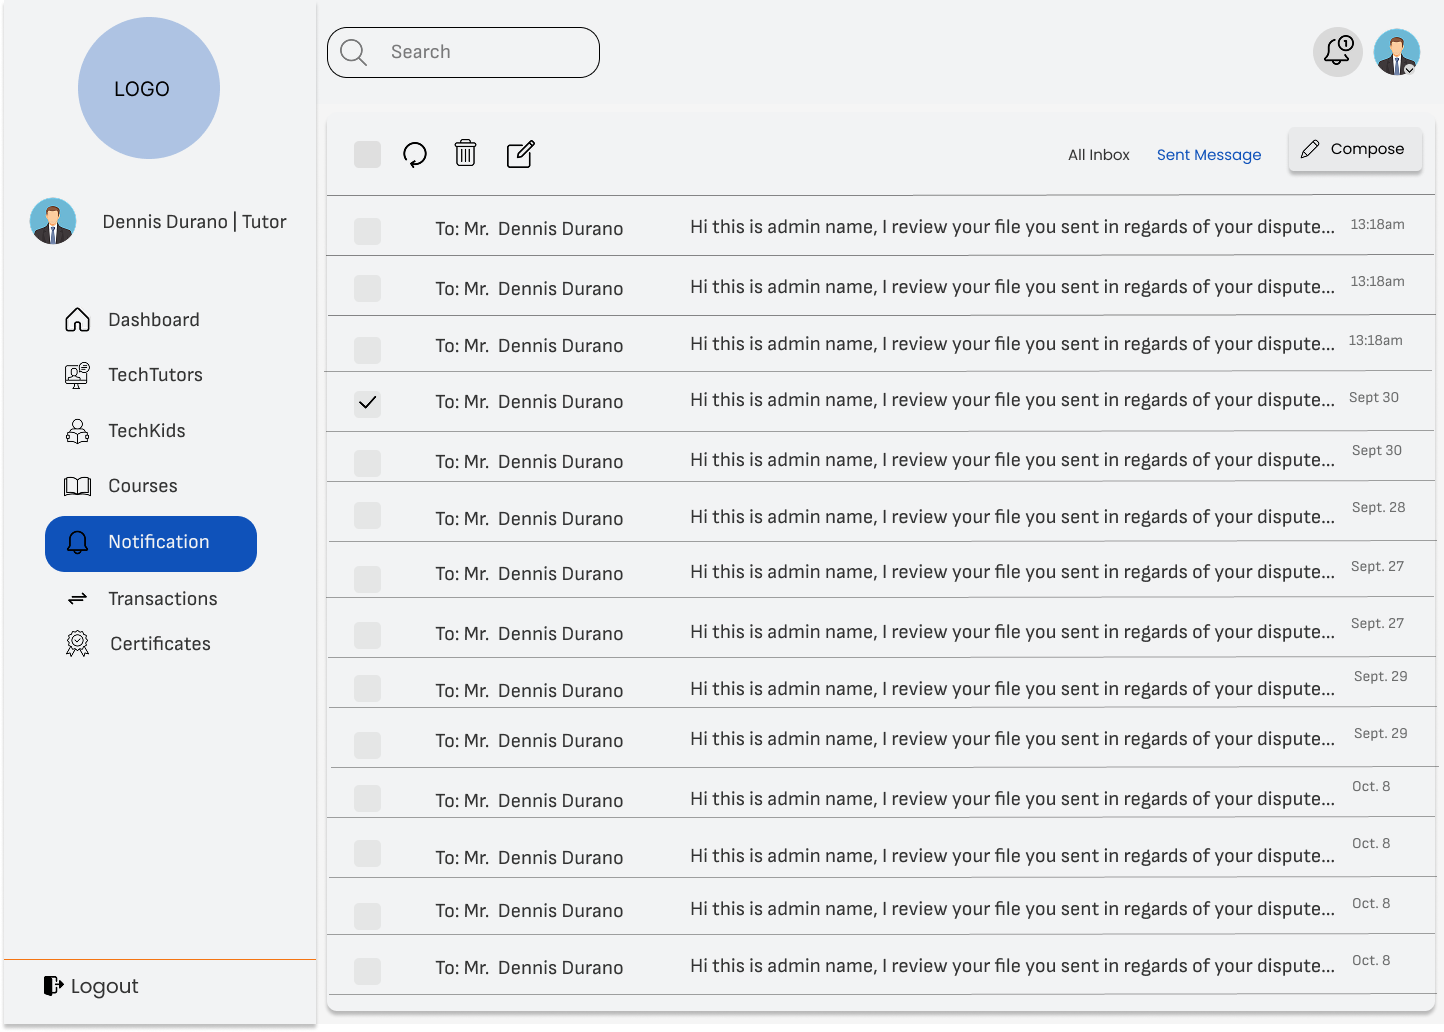 LOGO
Dennis Durano | Tutor
Dashboard
TechTutors
TechKids
Courses
Notification
Transactions
Certificates
Logout
Search
1
All Inbox Sent Message Compose
To: Mr. Dennis Durano Hi this is admin name, I review your file you sent in regards of your dispute... 13:18am
To: Mr. Dennis Durano Hi this is admin name, I review your file you sent in regards of your dispute... 13:18am
To: Mr. Dennis Durano Hi this is admin name, I review your file you sent in regards of your dispute... 13:18am
To: Mr. Dennis Durano Hi this is admin name, I review your file you sent in regards of your dispute... Sept 30
To: Mr. Dennis Durano Hi this is admin name, I review your file you sent in regards of your dispute... Sept 30
To: Mr. Dennis Durano Hi this is admin name, I review your file you sent in regards of your dispute... Sept. 28
To: Mr. Dennis Durano Hi this is admin name, I review your file you sent in regards of your dispute... Sept. 27
To: Mr. Dennis Durano Hi this is admin name, I review your file you sent in regards of your dispute... Sept. 27
To: Mr. Dennis Durano Hi this is admin name, I review your file you sent in regards of your dispute... Sept. 29
To: Mr. Dennis Durano Hi this is admin name, I review your file you sent in regards of your dispute... Sept. 29
To: Mr. Dennis Durano Hi this is admin name, I review your file you sent in regards of your dispute... Oct. 8
To: Mr. Dennis Durano Hi this is admin name, I review your file you sent in regards of your dispute... Oct. 8
To: Mr. Dennis Durano Hi this is admin name, I review your file you sent in regards of your dispute... Oct. 8
To: Mr. Dennis Durano Hi this is admin name, I review your file you sent in regards of your dispute... Oct. 8